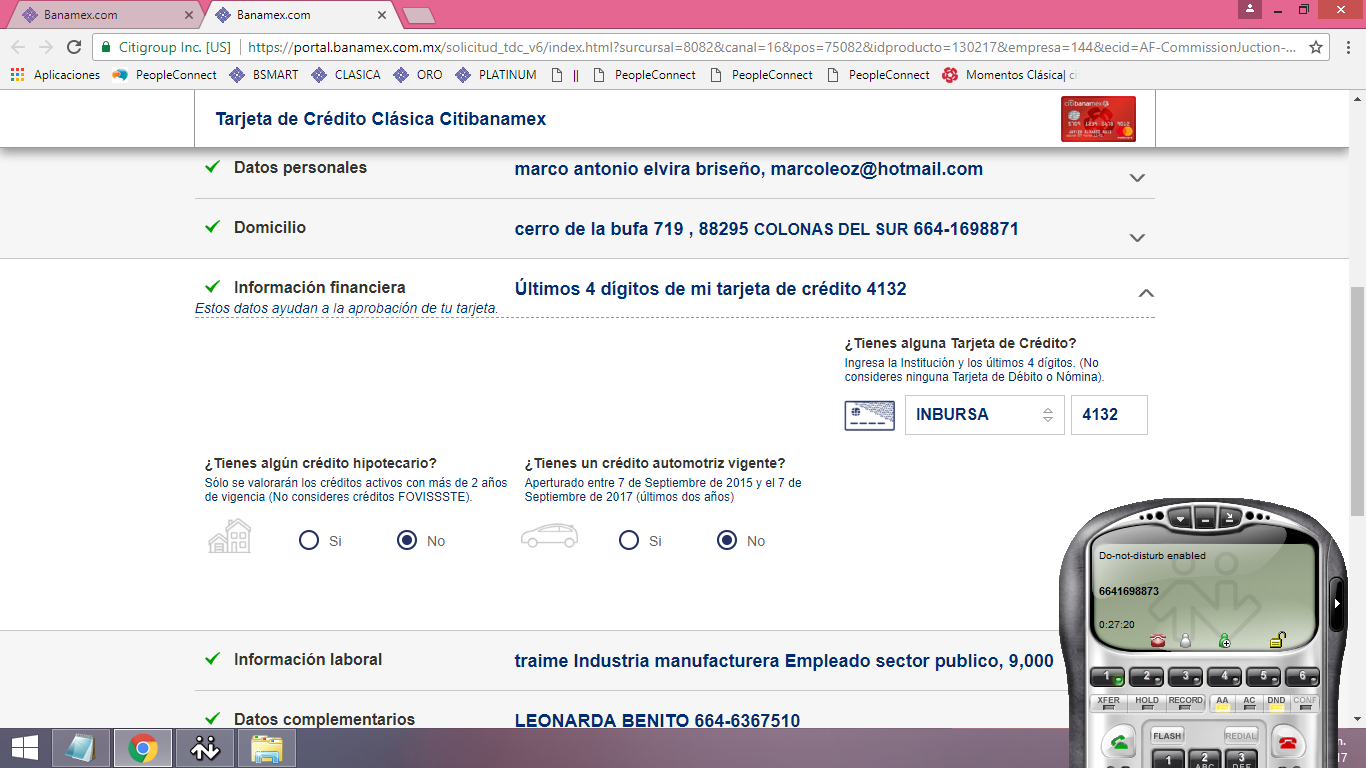 Banamex.com
Banamex.com
Citigroup Inc. [US]
https://portal.banamex.com.mx/solicitud_tdc_v6/index.html?sursursal=8082&canal=16&pos=75082&idproducto=130217&empresa=144&ecid=AF-CommissionJuction-...
Aplicaciones PeopleConnect BSMART CLASICA ORO PLATINUM || PeopleConnect PeopleConnect PeopleConnect Momentos Clásica| ci
Tarjeta de Crédito Clásica Citibanamex
citibanamex
Datos personales marco antonio elvira briseño, marcoleoz@hotmail.com
Domicilio cerro de la bufa 719 , 88295 COLONAS DEL SUR 664-1698871
Información financiera Últimos 4 dígitos de mi tarjeta de crédito 4132
Estos datos ayudan a la aprobación de tu tarjeta.
¿Tienes alguna Tarjeta de Crédito?
Ingresa la Institución y los últimos 4 dígitos. (No
consideres ninguna Tarjeta de Débito o Nómina).
INBURSA 4132
¿Tienes algún crédito hipotecario?
Sólo se valorarán los créditos activos con más de 2 años
de vigencia (No consideres créditos FOVISSSTE).
Si No
¿Tienes un crédito automotriz vigente?
Aperturado entre 7 de Septiembre de 2015 y el 7 de
Septiembre de 2017 (últimos dos años)
Si No
Información laboral traime Industria manufacturera Empleado sector publico, 9,000
Datos complementarios LEONARDA BENITO 664-6367510
Do-not-disturb enabled
6641698873
0:27:20
1 2 3 4 5 6
XFER HOLD RECORD AA AC DND CONF
FLASH REDIAL
1 2 3
ABC DEF
n.
17